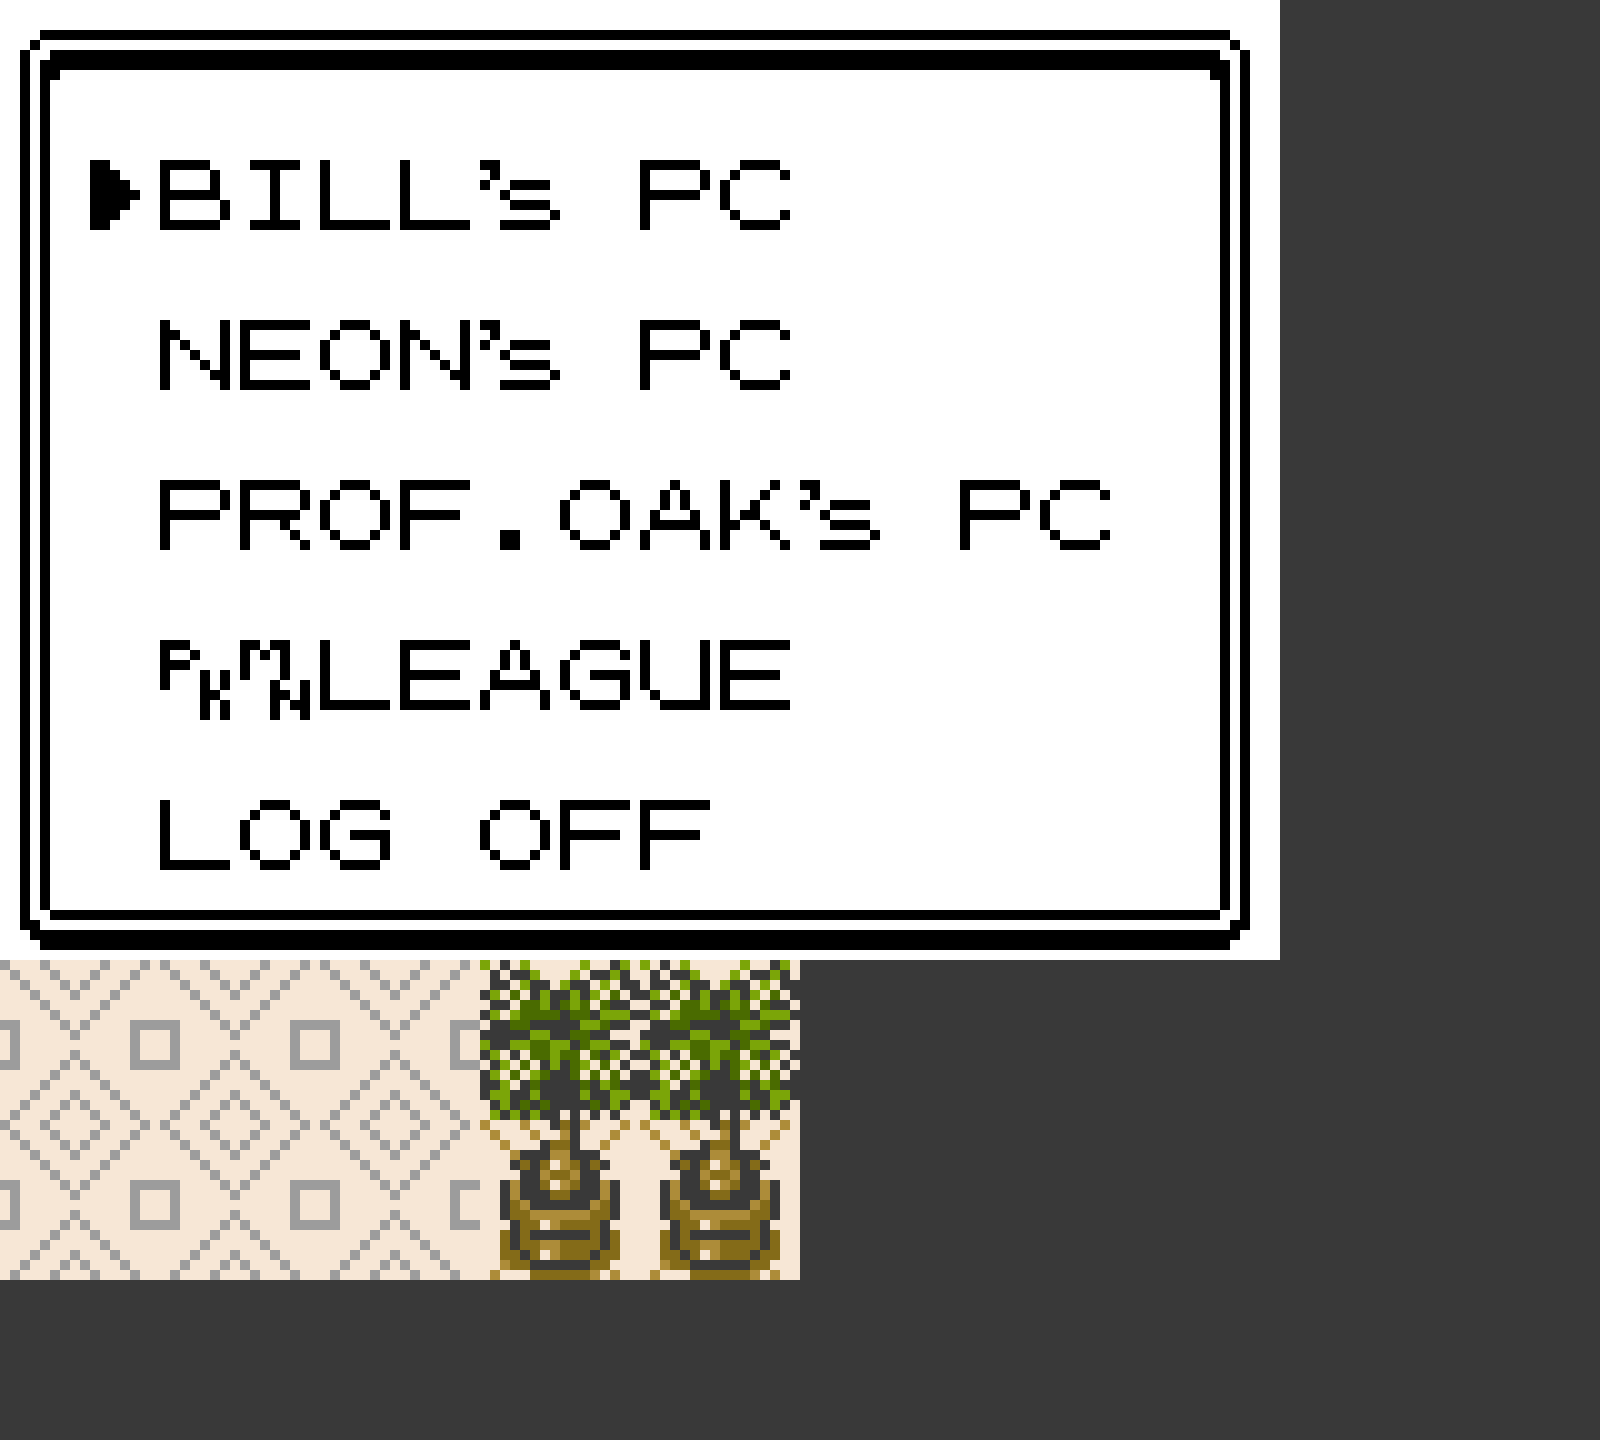 ▶BILL's PC
NEON's PC
PROF.OAK's PC
PKMNLEAGUE
LOG OFF